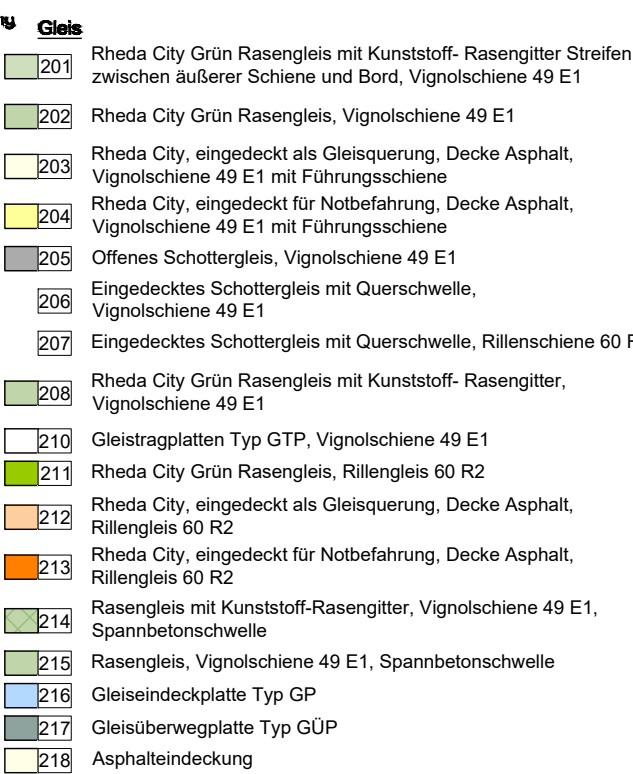 Gleis
201 Rheda City Grün Rasengleis mit Kunststoff- Rasengitter Streifen
zwischen äußerer Schiene und Bord, Vignolschiene 49 E1
202 Rheda City Grün Rasengleis, Vignolschiene 49 E1
203 Rheda City, eingedeckt als Gleisquerung, Decke Asphalt,
Vignolschiene 49 E1 mit Führungsschiene
204 Rheda City, eingedeckt für Notbefahrung, Decke Asphalt,
Vignolschiene 49 E1 mit Führungsschiene
205 Offenes Schottergleis, Vignolschiene 49 E1
206 Eingedecktes Schottergleis mit Querschwelle,
Vignolschiene 49 E1
207 Eingedecktes Schottergleis mit Querschwelle, Rillenschiene 60
208 Rheda City Grün Rasengleis mit Kunststoff- Rasengitter,
Vignolschiene 49 E1
210 Gleistragplatten Typ GTP, Vignolschiene 49 E1
211 Rheda City Grün Rasengleis, Rillengleis 60 R2
212 Rheda City, eingedeckt als Gleisquerung, Decke Asphalt,
Rillengleis 60 R2
213 Rheda City, eingedeckt für Notbefahrung, Decke Asphalt,
Rillengleis 60 R2
214 Rasengleis mit Kunststoff-Rasengitter, Vignolschiene 49 E1,
Spannbetonschwelle
215 Rasengleis, Vignolschiene 49 E1, Spannbetonschwelle
216 Gleiseindeckplatte Typ GP
217 Gleisüberwegplatte Typ GÜP
218 Asphalteindeckung